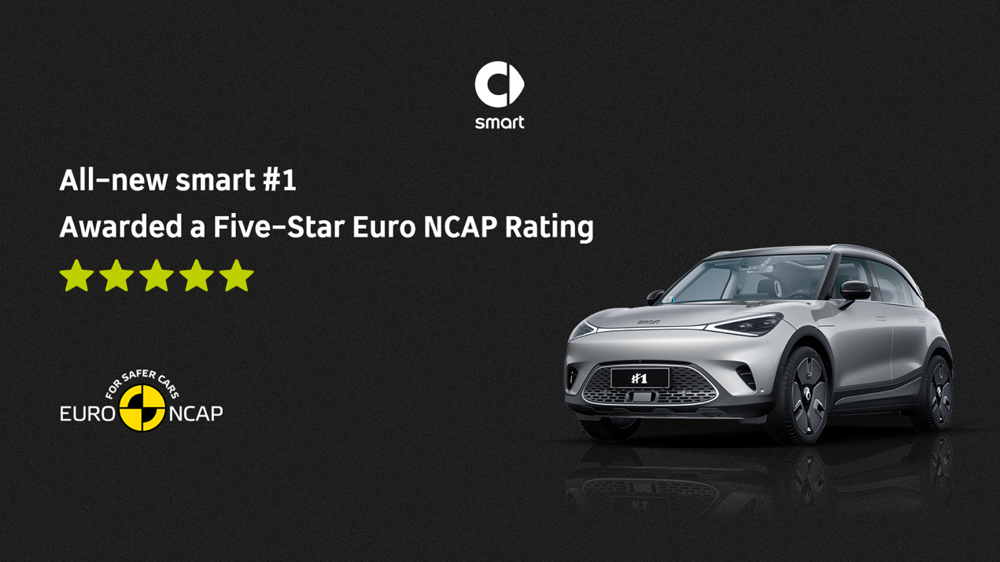 smart
All-new smart #1
Awarded a Five-Star Euro NCAP Rating
smart
#1
FOR SAFER CARS
EURO NCAP